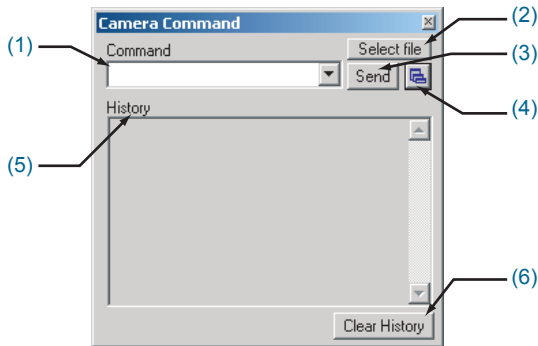 Camera Command
(2)
(1)
Command
Select file
(3)
Send
(4)
History
(5)
(6)
Clear History